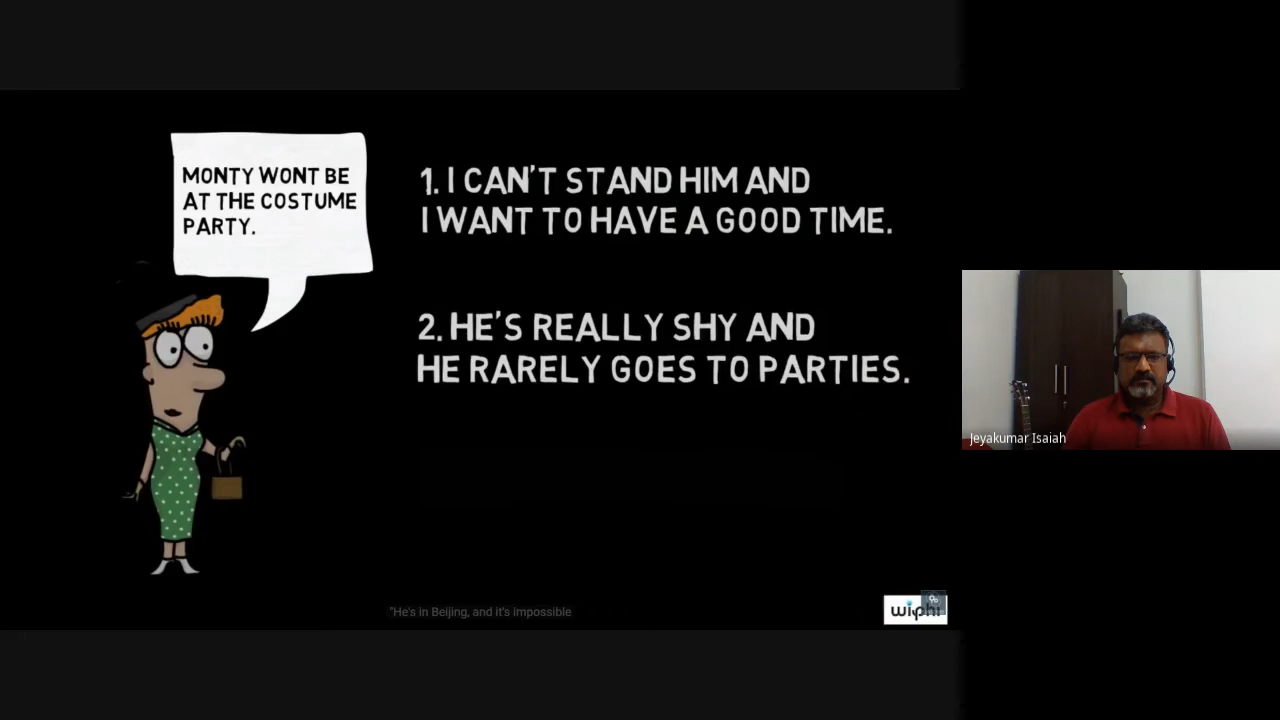 MONTY WONT BE
AT THE COSTUME
PARTY.
1. I CAN'T STAND HIM AND
I WANT TO HAVE A GOOD TIME.
2. HE'S REALLY SHY AND
HE RARELY GOES TO PARTIES.
Jeyakumar Isaiah
"He's in Beijing, and it's impossible
wiphi